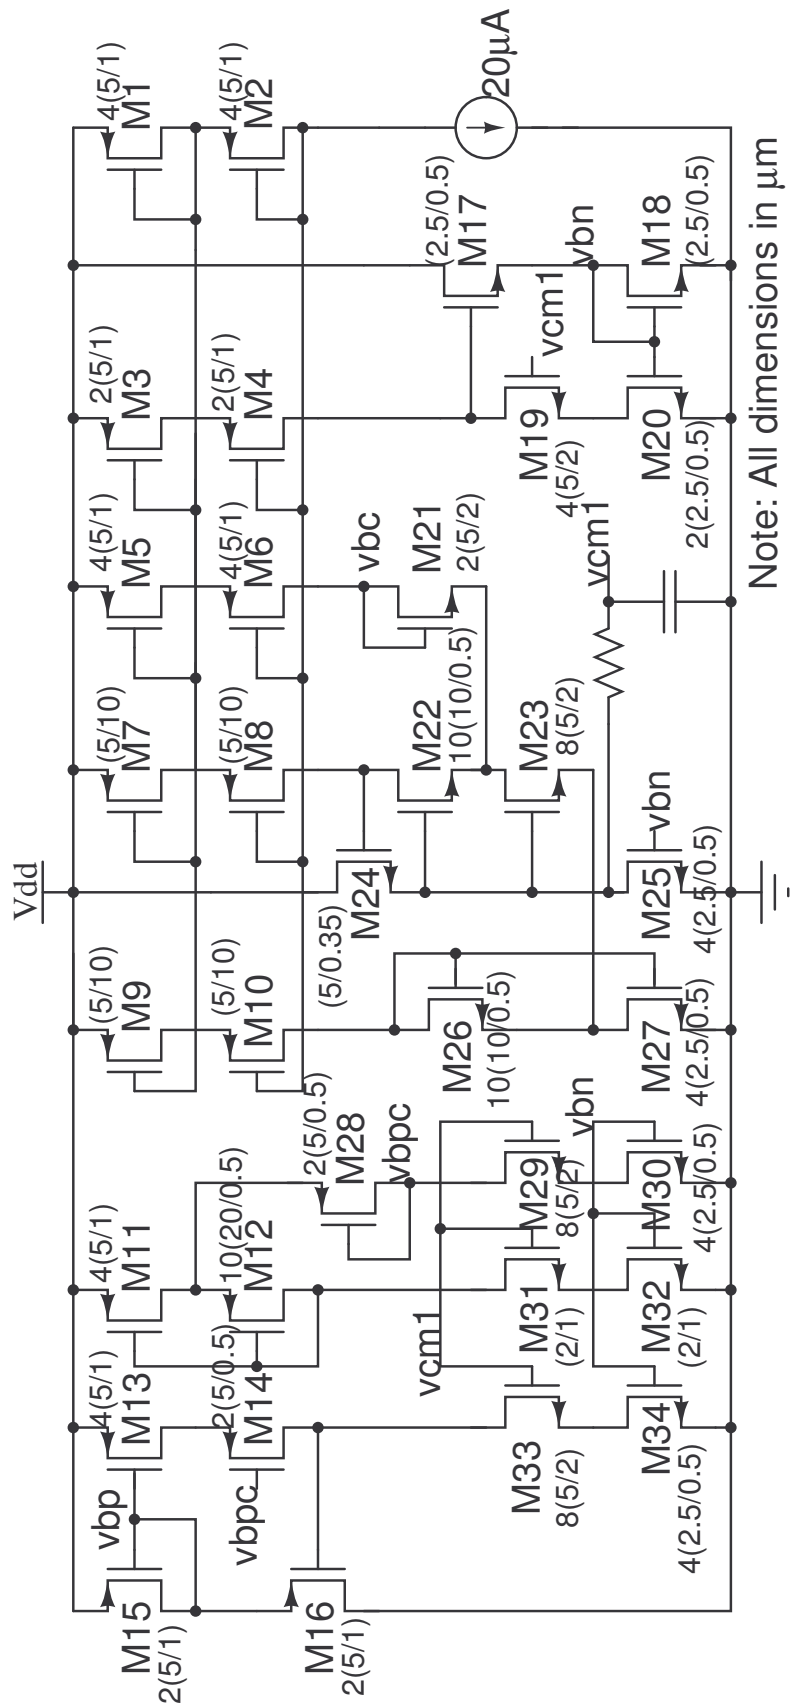 Vdd
4(5/1)
M1
4(5/1)
M2
20μA
(2.5/0.5)
M17
vbn
M18
(2.5/0.5)
2(5/1)
M3
2(5/1)
M4
vcm1
M19
4(5/2)
M20
2(2.5/0.5)
4(5/1)
M5
4(5/1)
M6
vbc
M21
2(5/2)
vcm1
(5/10)
M7
(5/10)
M8
M22
10(10/0.5)
M23
8(5/2)
(5/0.35)
M24
vbn
M25
4(2.5/0.5)
(5/10)
M9
(5/10)
M10
M26
10(10/0.5)
M27
4(2.5/0.5)
2(5/0.5)
M28
vbpc
vbn
M29
8(5/2)
M30
4(2.5/0.5)
4(5/1)
M11
10(20/0.5)
M12
vcm1
M31
(2/1)
M32
(2/1)
4(5/1)
M13
2(5/0.5)
M14
M33
8(5/2)
M34
4(2.5/0.5)
vbp
vbpc
M15
2(5/1)
M16
2(5/1)
Note: All dimensions in μm